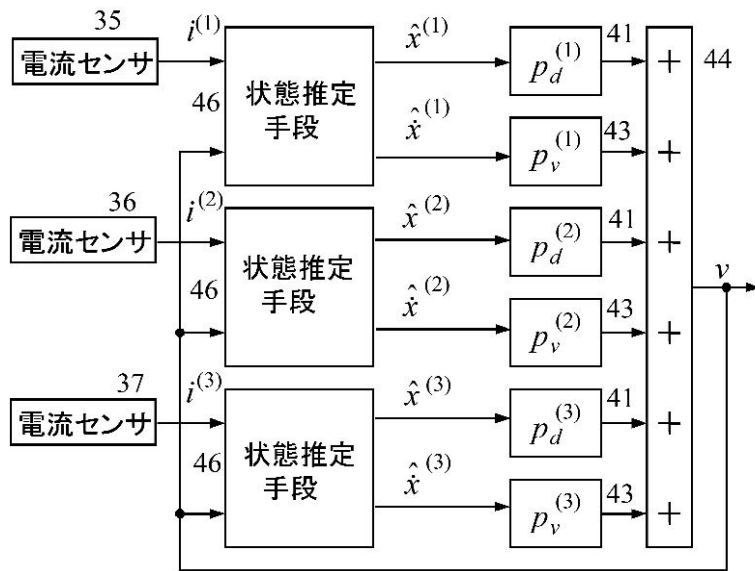 35
電流センサ
i^(1)
46
状態推定
手段
x̂^(1)
p_d^(1)
41
+
44
ẋ̂^(1)
p_v^(1)
43
+
36
電流センサ
i^(2)
46
状態推定
手段
x̂^(2)
p_d^(2)
41
+
ẋ̂^(2)
p_v^(2)
43
+
v
37
電流センサ
i^(3)
46
状態推定
手段
x̂^(3)
p_d^(3)
41
+
ẋ̂^(3)
p_v^(3)
43
+